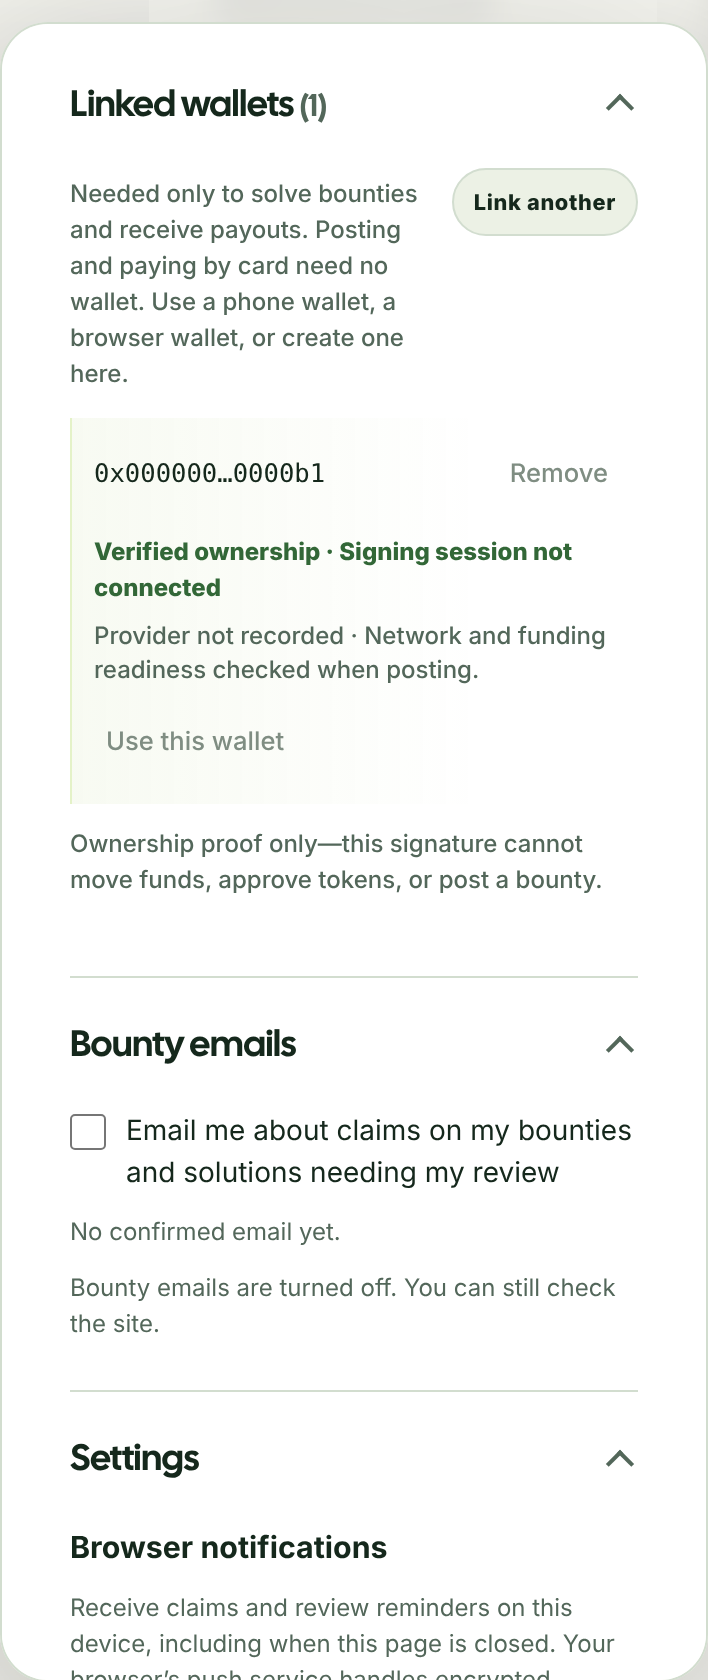 Linked wallets (1)
Needed only to solve bounties
and receive payouts. Posting
and paying by card need no
wallet. Use a phone wallet, a
browser wallet, or create one
here.
Link another
0x000000…0000b1
Remove
Verified ownership · Signing session not
connected
Provider not recorded · Network and funding
readiness checked when posting.
Use this wallet
Ownership proof only—this signature cannot
move funds, approve tokens, or post a bounty.
Bounty emails
Email me about claims on my bounties
and solutions needing my review
No confirmed email yet.
Bounty emails are turned off. You can still check
the site.
Settings
Browser notifications
Receive claims and review reminders on this
device, including when this page is closed. Your
browser's push service handles encrypted